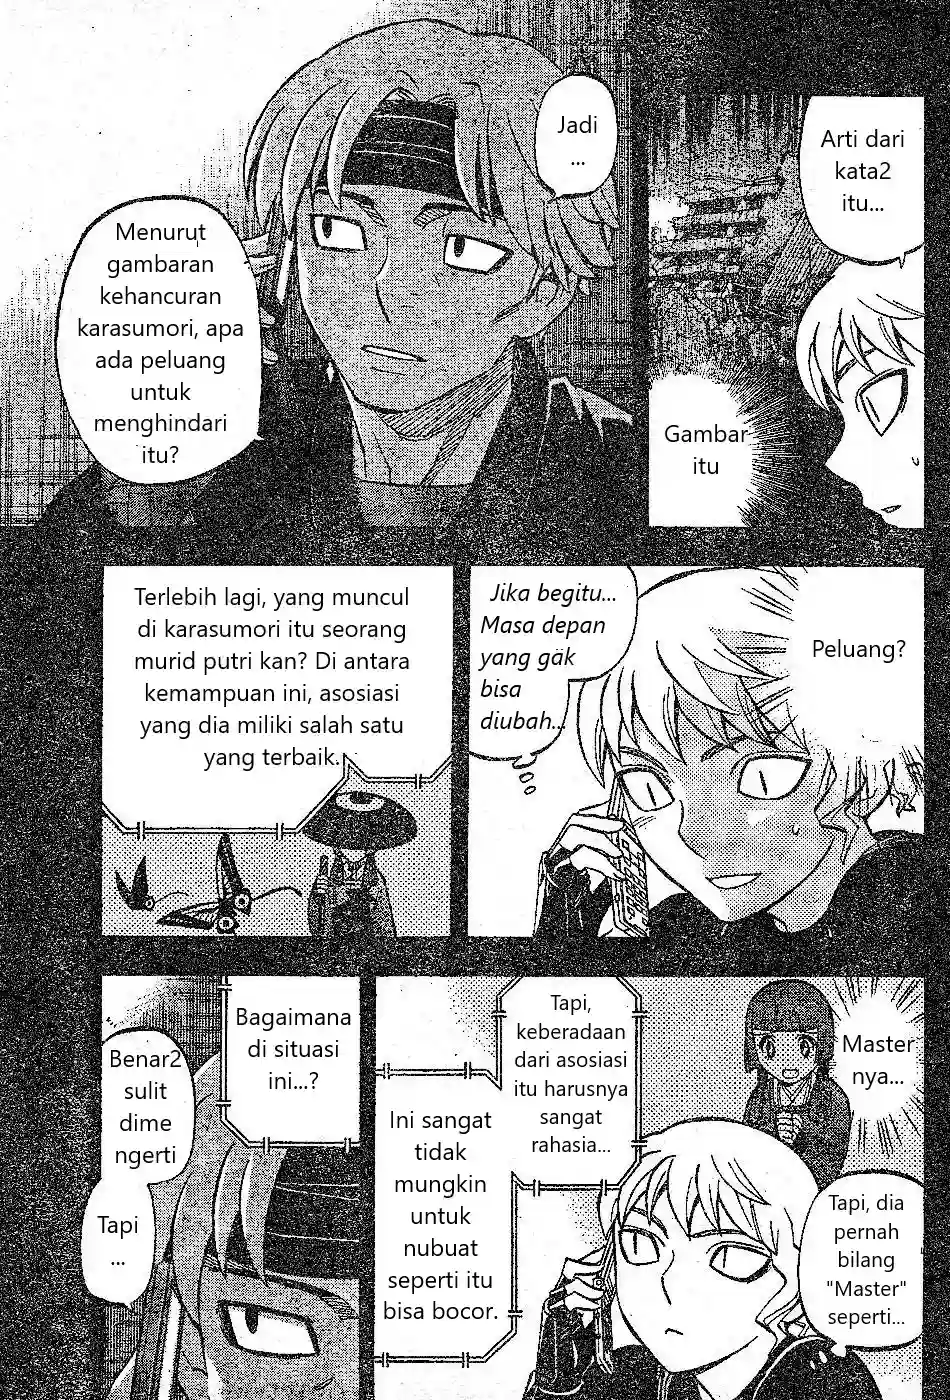 Arti dari
kata2
itu...
Gambar
itu
Jadi
...
Menurut
gambaran
kehancuran
karasumori, apa
ada peluang
untuk
menghindari
itu?
Peluang?
Jika begitu...
Masa depan
yang gak
bisa
diubah...
Terlebih lagi, yang muncul
di karasumori itu seorang
murid putri kan? Di antara
kemampuan ini, asosiasi
yang dia miliki salah satu
yang terbaik.
Master
nya...
Tapi, dia
pernah
bilang
"Master"
seperti...
Tapi,
keberadaan
dari asosiasi
itu harusnya
sangat
rahasia...
Ini sangat
tidak
mungkin
untuk
nubuat
seperti itu
bisa bocor.
Bagaimana
di situasi
ini...?
Benar2
sulit
dime
ngerti
Tapi
...